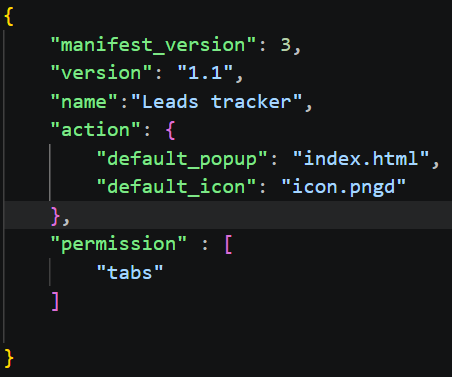 {
"manifest_version": 3,
"version": "1.1",
"name":"Leads tracker",
"action": {
"default_popup": "index.html",
"default_icon": "icon.pngd"
},
"permission" : [
"tabs"
]
}